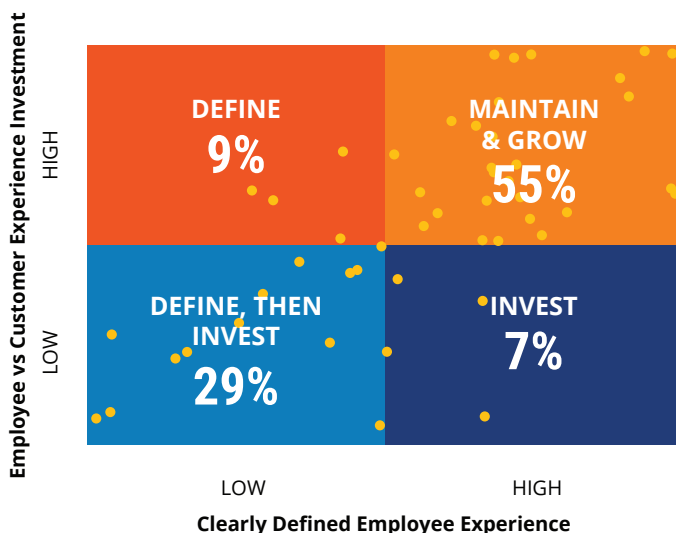 Employee vs Customer Experience Investment
HIGH
LOW
DEFINE
9%
MAINTAIN
& GROW
55%
DEFINE, THEN
INVEST
29%
INVEST
7%
LOW
HIGH
Clearly Defined Employee Experience